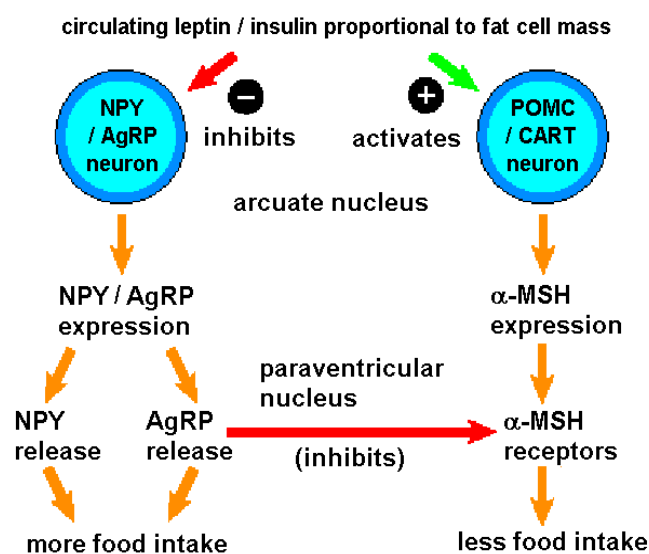 circulating leptin / insulin proportional to fat cell mass
NPY
/ AgRP
neuron
−
inhibits
+
activates
POMC
/ CART
neuron
arcuate nucleus
NPY / AgRP
expression
α-MSH
expression
NPY
release
AgRP
release
paraventricular
nucleus
(inhibits)
α-MSH
receptors
more food intake
less food intake